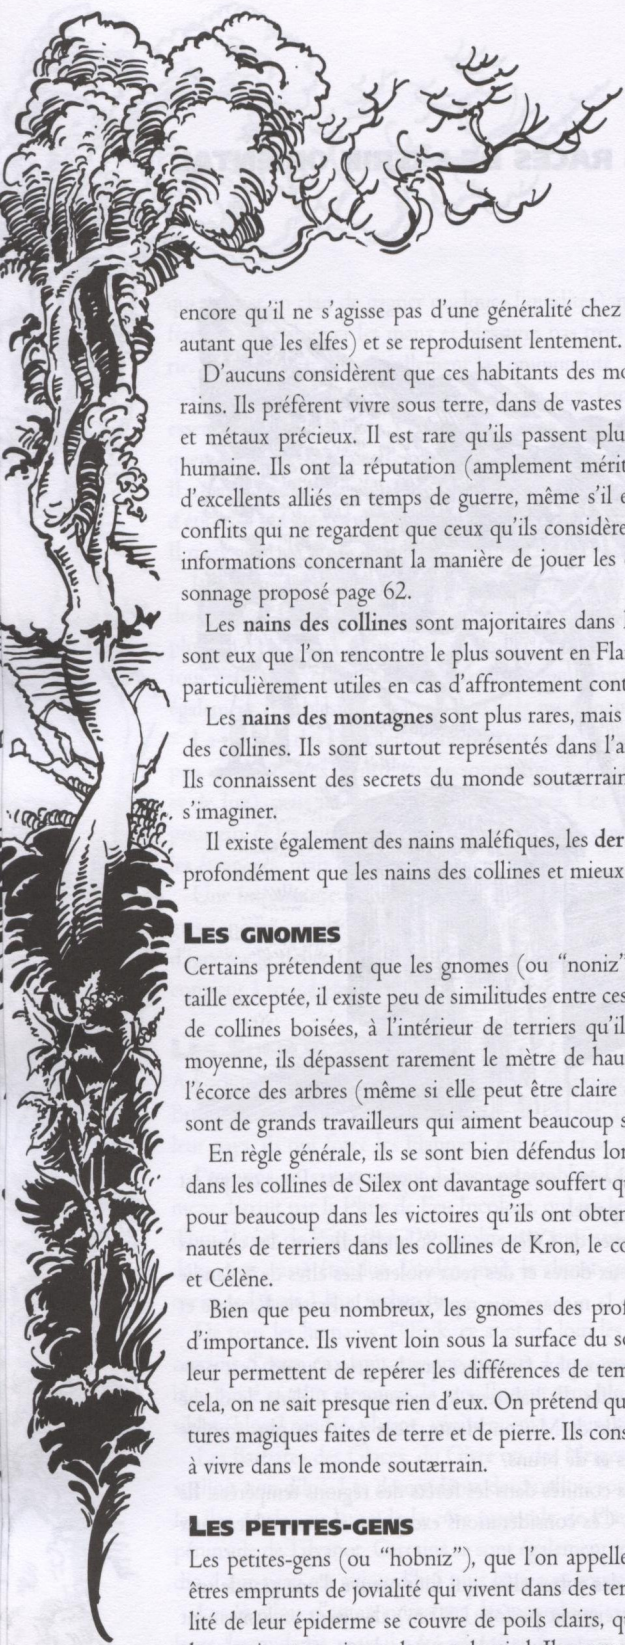 encore qu'il ne s'agisse pas d'une généralité chez
autant que les elfes) et se reproduisent lentement.
D'aucuns considèrent que ces habitants des mo
rains. Ils préfèrent vivre sous terre, dans de vastes
et métaux précieux. Il est rare qu'ils passent plu
humaine. Ils ont la réputation (amplement mérit
d'excellents alliés en temps de guerre, même s'il e
conflits qui ne regardent que ceux qu'ils considère
informations concernant la manière de jouer les
sonnage proposé page 62.
Les nains des collines sont majoritaires dans l
sont eux que l'on rencontre le plus souvent en Fla
particulièrement utiles en cas d'affrontement cont
Les nains des montagnes sont plus rares, mais
des collines. Ils sont surtout représentés dans l'a
Ils connaissent des secrets du monde soutærrain
s'imaginer.
Il existe également des nains maléfiques, les der
profondément que les nains des collines et mieux
LES GNOMES
Certains prétendent que les gnomes (ou "noniz"
taille exceptée, il existe peu de similitudes entre ces
de collines boisées, à l'intérieur de terriers qu'il
moyenne, ils dépassent rarement le mètre de hau
l'écorce des arbres (même si elle peut être claire
sont de grands travailleurs qui aiment beaucoup s
En règle générale, ils se sont bien défendus lor
dans les collines de Silex ont davantage souffert qu
pour beaucoup dans les victoires qu'ils ont obten
nautés de terriers dans les collines de Kron, le co
et Célène.
Bien que peu nombreux, les gnomes des prof
d'importance. Ils vivent loin sous la surface du so
leur permettent de repérer les différences de tem
cela, on ne sait presque rien d'eux. On prétend qu
tures magiques faites de terre et de pierre. Ils cons
à vivre dans le monde soutærrain.
LES PETITES-GENS
Les petites-gens (ou "hobniz"), que l'on appelle
êtres emprunts de jovialité qui vivent dans des ter
lité de leur épiderme se couvre de poils clairs, qu